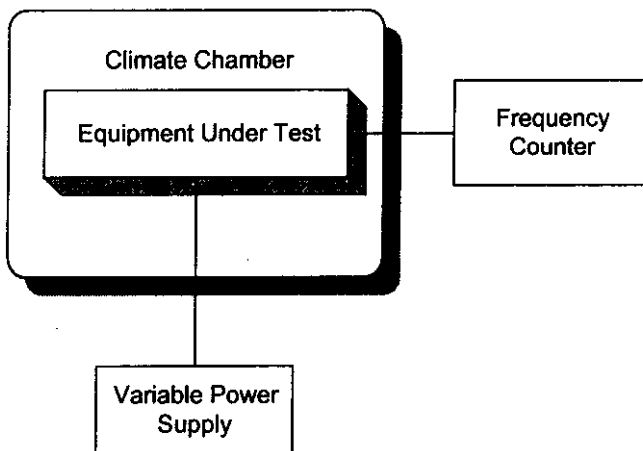 Climate Chamber
Equipment Under Test
Frequency
Counter
Variable Power
Supply